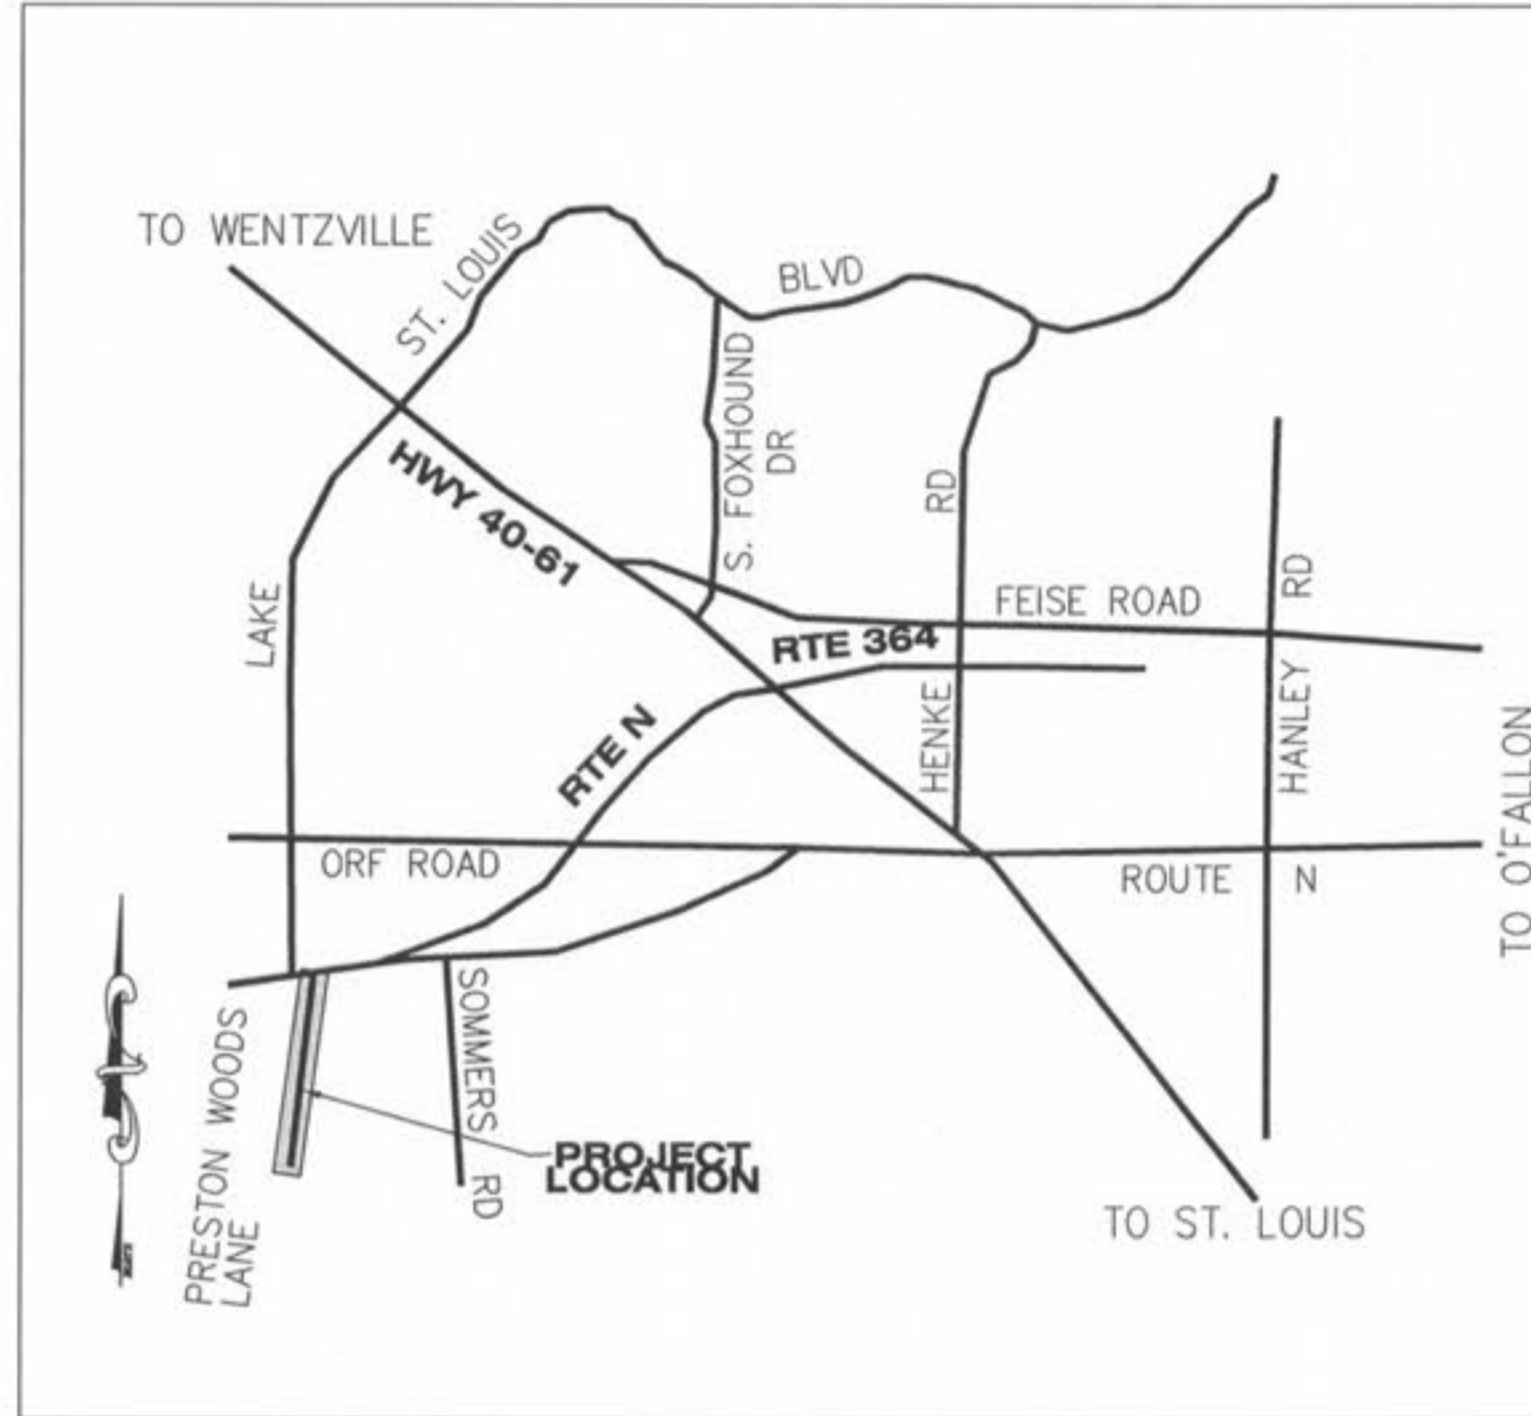 TO WENTZVILLE
ST. LOUIS
BLVD
S. FOXHOUND
DR
HWY 40-61
RD
LAKE
FEISE ROAD
RD
RTE 364
RTE N
HENKE
HANLEY
TO O'FALLON
ORF ROAD
ROUTE N
SOMMERS RD
PRESTON WOODS
LANE
PROJECT
LOCATION
TO ST. LOUIS